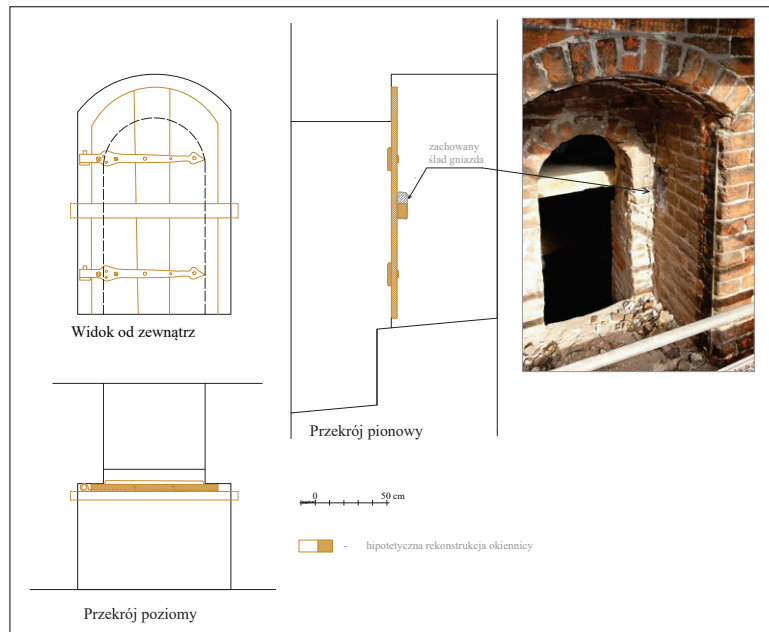 zachowany
ślad gniazda
Widok od zewnątrz
Przekrój pionowy
0 50 cm
- hipotetyczna rekonstrukcja okiennicy
Przekrój poziomy